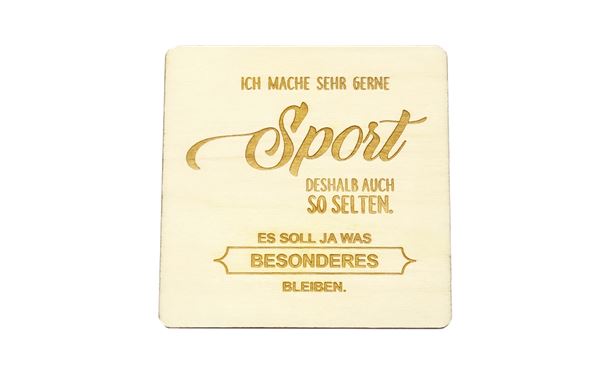 ICH MACHE SEHR GERNE
Sport
DESHALB AUCH
SO SELTEN.
ES SOLL JA WAS
BESONDERES
BLEIBEN.